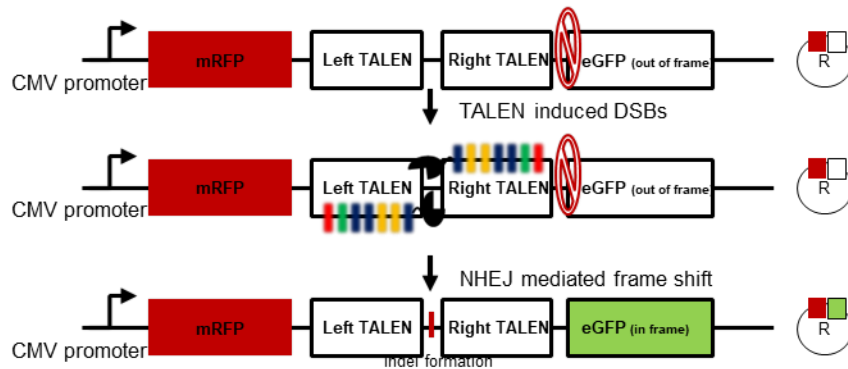 mRFP Left TALEN Right TALEN eGFP (out of frame)
CMV promoter R
TALEN induced DSBs
mRFP Left TALEN Right TALEN eGFP (out of frame)
CMV promoter R
NHEJ mediated frame shift
mRFP Left TALEN Right TALEN eGFP (in frame)
CMV promoter R
Indel formation